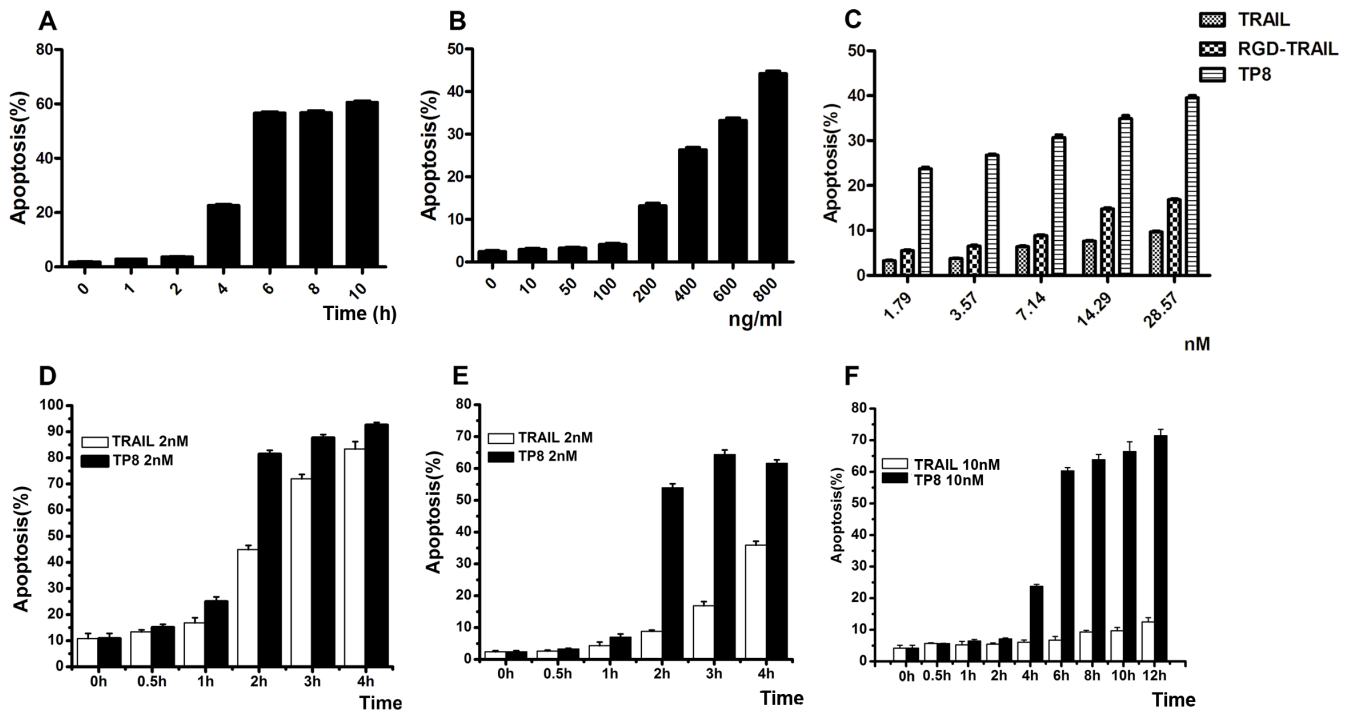 A
80
60
40
20
0
Apoptosis(%)
0 1 2 4 6 8 10
Time (h)
B
50
40
30
20
10
0
Apoptosis(%)
0 10 50 100 200 400 600 800
ng/ml
C
TRAIL
RGD-TRAIL
TP8
50
40
30
20
10
0
Apoptosis(%)
1.79 3.57 7.14 14.29 28.57
nM
D
100
90
80
70
60
50
40
30
20
10
0
Apoptosis(%)
TRAIL 2nM
TP8 2nM
0h 0.5h 1h 2h 3h 4h
Time
E
80
70
60
50
40
30
20
10
0
Apoptosis(%)
TRAIL 2nM
TP8 2nM
0h 0.5h 1h 2h 3h 4h
Time
F
80
70
60
50
40
30
20
10
0
Apoptosis(%)
TRAIL 10nM
TP8 10nM
0h 0.5h 1h 2h 4h 6h 8h 10h 12h
Time